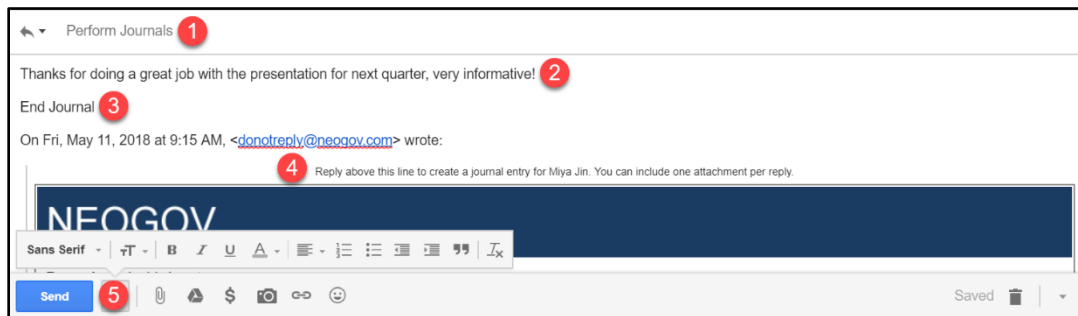 Perform Journals 1
Thanks for doing a great job with the presentation for next quarter, very informative! 2
End Journal 3
On Fri, May 11, 2018 at 9:15 AM, <donotreply@neogov.com> wrote:
4 Reply above this line to create a journal entry for Miya Jin. You can include one attachment per reply.
NEOGOV
Sans Serif B I U A
Send 5 $ Saved